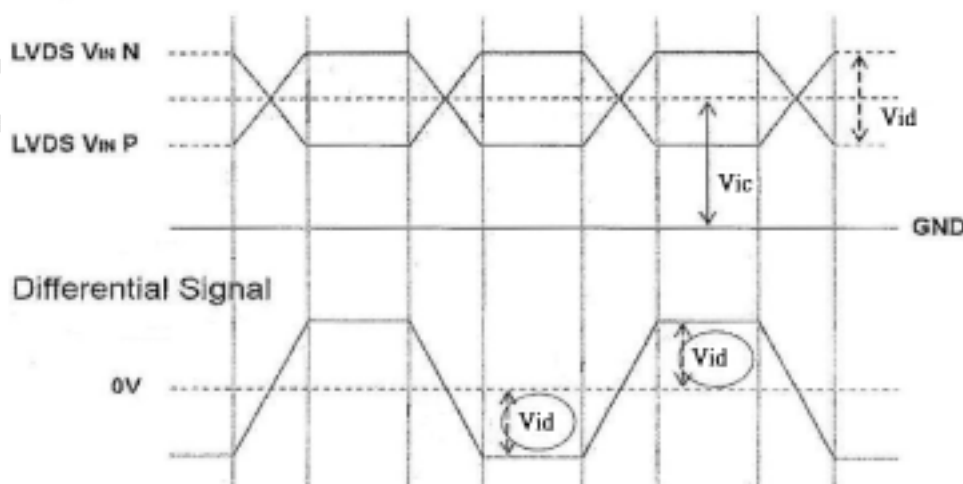 LVDS VIN N
Vid
LVDS VIN P
Vic
GND
Differential Signal
Vid
0V
Vid